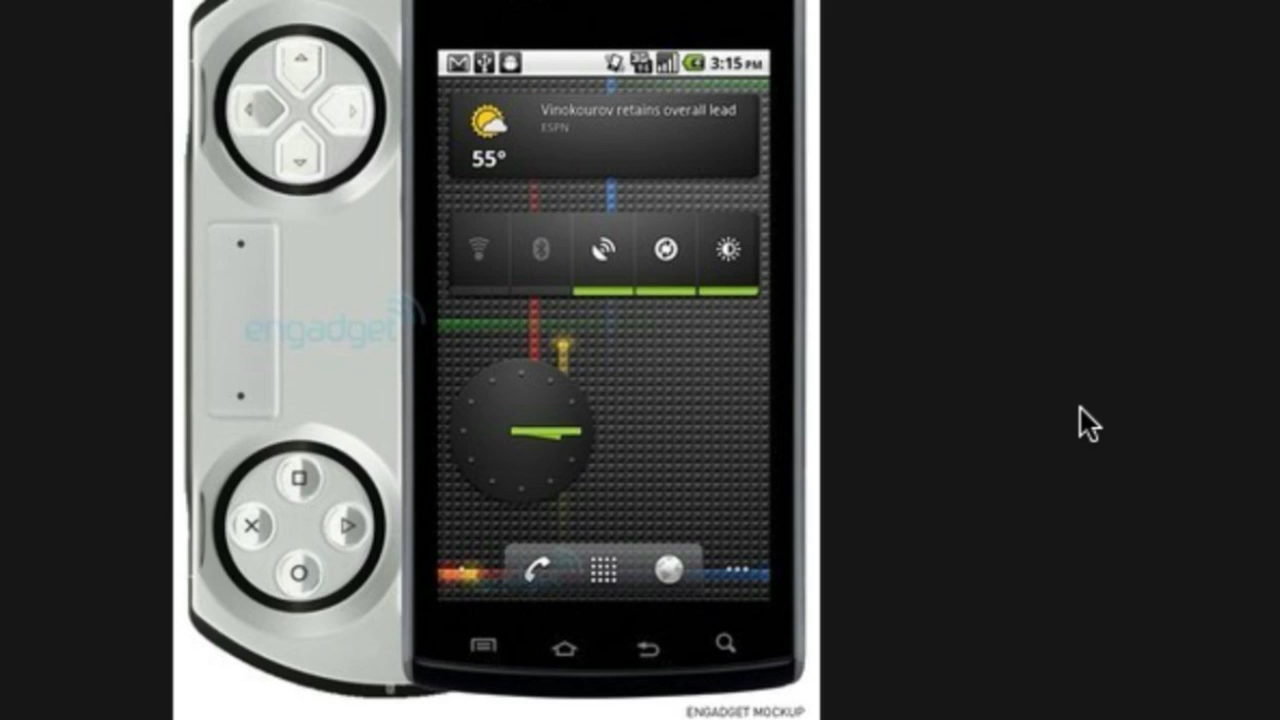 3:15 PM
Vinokourov retains overall lead
ESPN
55°
engadget
ENGADGET MOCKUP